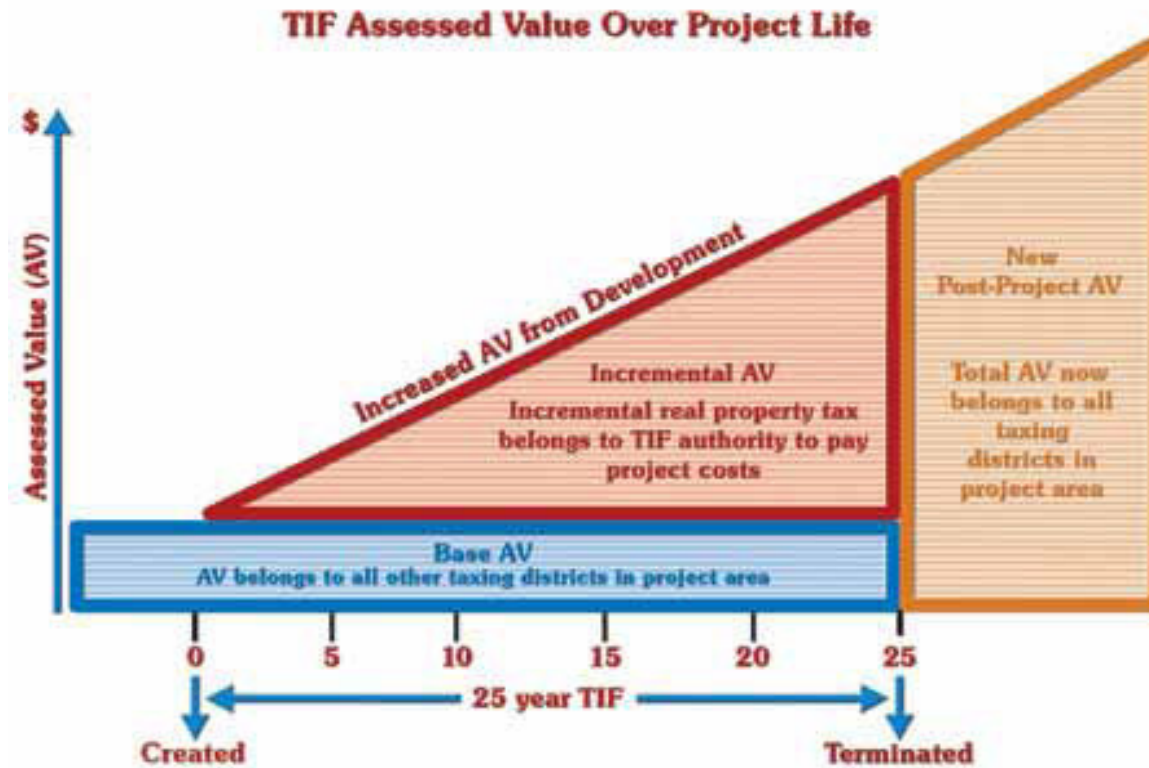 TIF Assessed Value Over Project Life
$
Assessed Value (AV)
Increased AV from Development
Incremental AV
Incremental real property tax
belongs to TIF authority to pay
project costs
New
Post-Project AV
Total AV now
belongs to all
taxing
districts in
project area
Base AV
AV belongs to all other taxing districts in project area
0 5 10 15 20 25
25 year TIF
Created Terminated